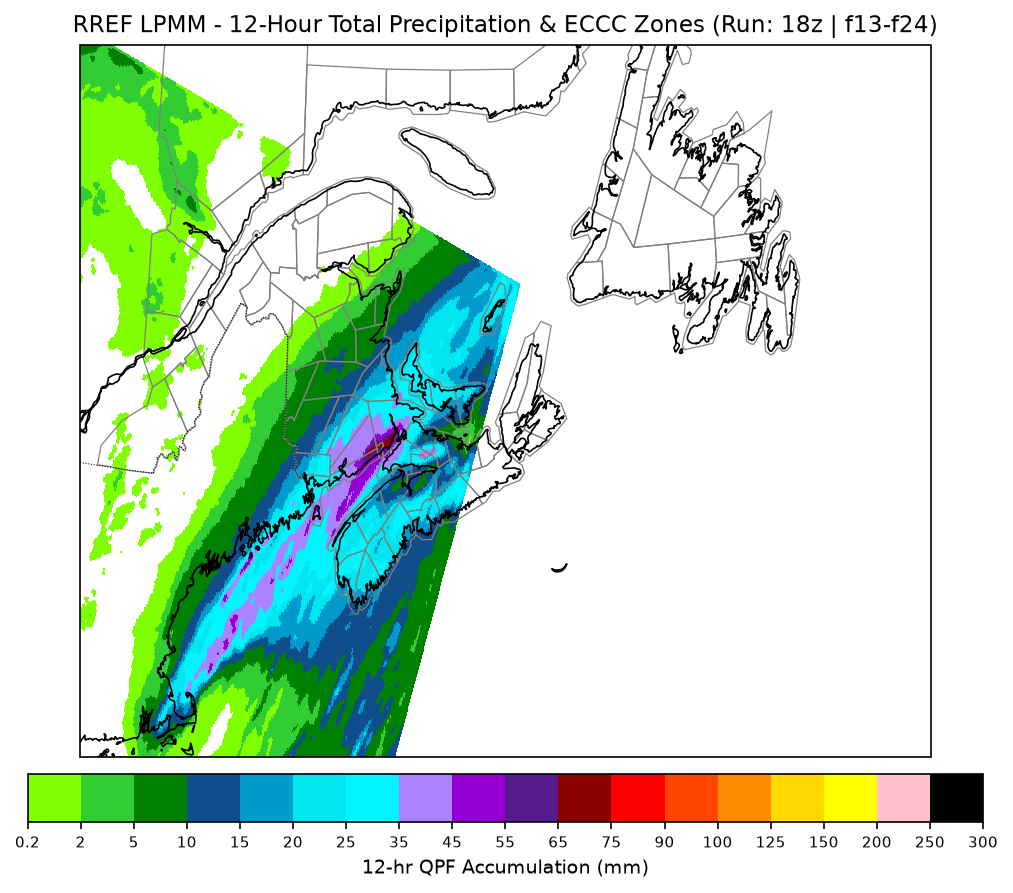 RREF LPMM - 12-Hour Total Precipitation & ECCC Zones (Run: 18z | f13-f24)
0.2 2 5 10 15 20 25 35 45 55 65 75 90 100 125 150 200 250 300
12-hr QPF Accumulation (mm)